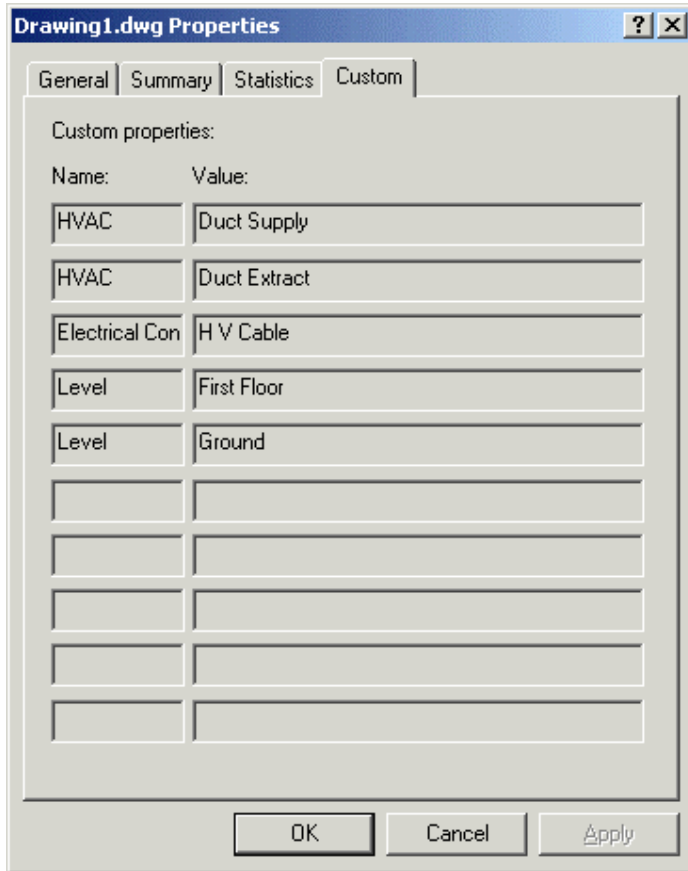 Drawing1.dwg Properties
General Summary Statistics Custom
Custom properties:
Name: Value:
HVAC Duct Supply
HVAC Duct Extract
Electrical Con H V Cable
Level First Floor
Level Ground
OK Cancel Apply